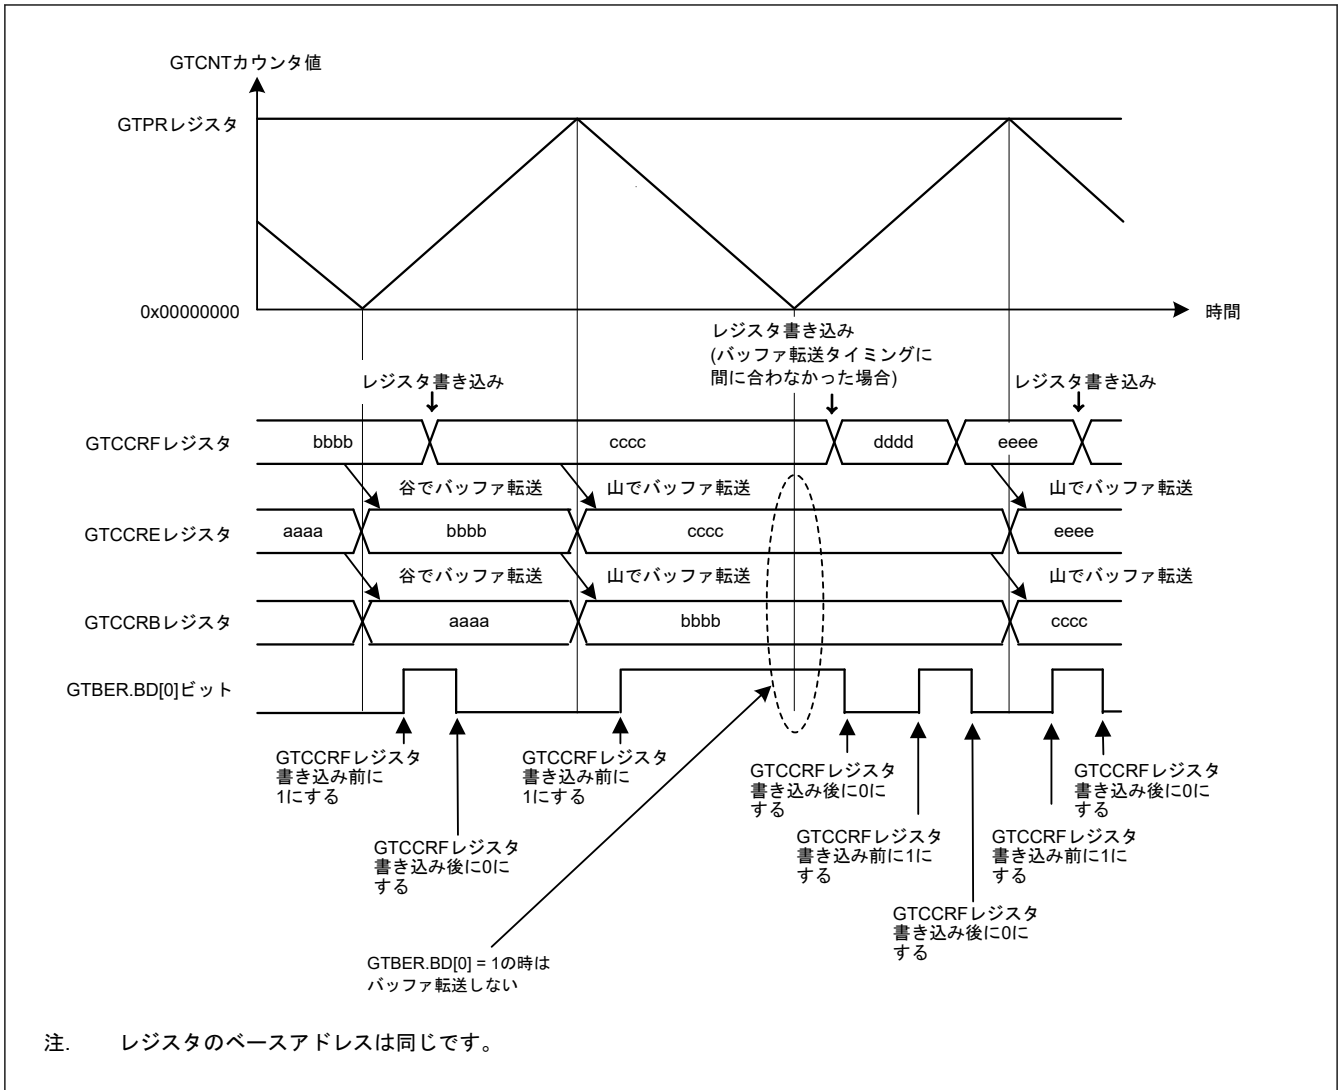 GTCNTカウンタ値
GTPRレジスタ
0x00000000
時間
レジスタ書き込み
(バッファ転送タイミングに
間に合わなかった場合)
レジスタ書き込み
レジスタ書き込み
GTCCRFレジスタ
bbbb
cccc
dddd
eeee
谷でバッファ転送
山でバッファ転送
山でバッファ転送
GTCCREレジスタ
aaaa
bbbb
cccc
eeee
谷でバッファ転送
山でバッファ転送
山でバッファ転送
GTCCRBレジスタ
aaaa
bbbb
cccc
GTBER.BD[0]ビット
GTCCRFレジスタ
書き込み前に
1にする
GTCCRFレジスタ
書き込み後に0に
する
GTCCRFレジスタ
書き込み前に
1にする
GTCCRFレジスタ
書き込み後に0に
する
GTCCRFレジスタ
書き込み前に1に
する
GTCCRFレジスタ
書き込み後に0に
する
GTCCRFレジスタ
書き込み前に1に
する
GTCCRFレジスタ
書き込み後に0に
する
GTBER.BD[0] = 1の時は
バッファ転送しない
注. レジスタのベースアドレスは同じです。